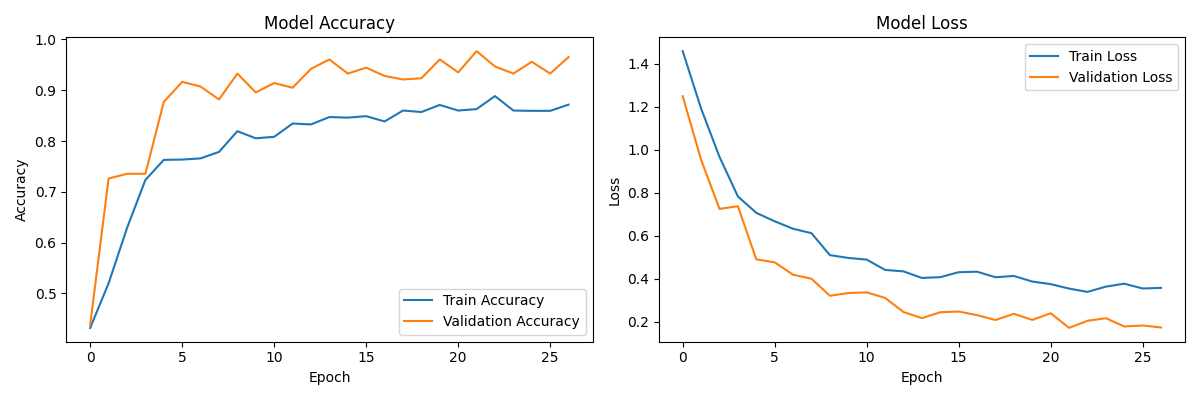 Model Accuracy
1.0
0.9
0.8
0.7
0.6
0.5
Accuracy
0 5 10 15 20 25
Epoch
Train Accuracy
Validation Accuracy
Model Loss
1.4
1.2
1.0
0.8
0.6
0.4
0.2
Loss
0 5 10 15 20 25
Epoch
Train Loss
Validation Loss